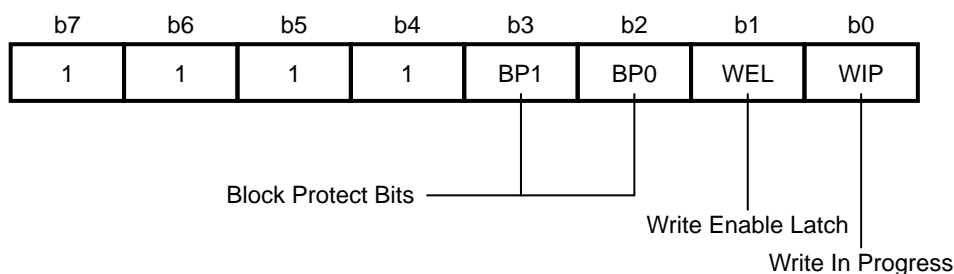 b7 b6 b5 b4 b3 b2 b1 b0
1 1 1 1 BP1 BP0 WEL WIP
Block Protect Bits
Write Enable Latch
Write In Progress